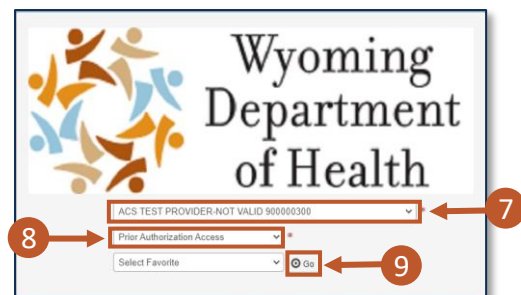 Wyoming
Department
of Health
ACS TEST PROVIDER-NOT VALID 900000300 *
7
8
Prior Authorization Access *
Select Favorite
Go
9